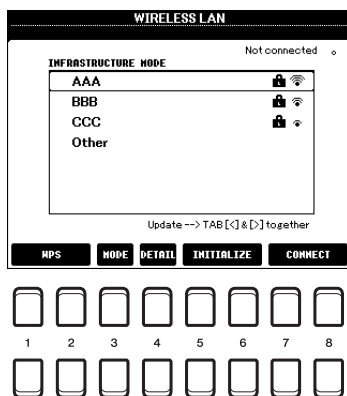 WIRELESS LAN
Not connected
INFRASTRUCTURE MODE
AAA
BBB
CCC
Other
Update --> TAB [<] & [>] together
WPS MODE DETAIL INITIALIZE CONNECT
1 2 3 4 5 6 7 8